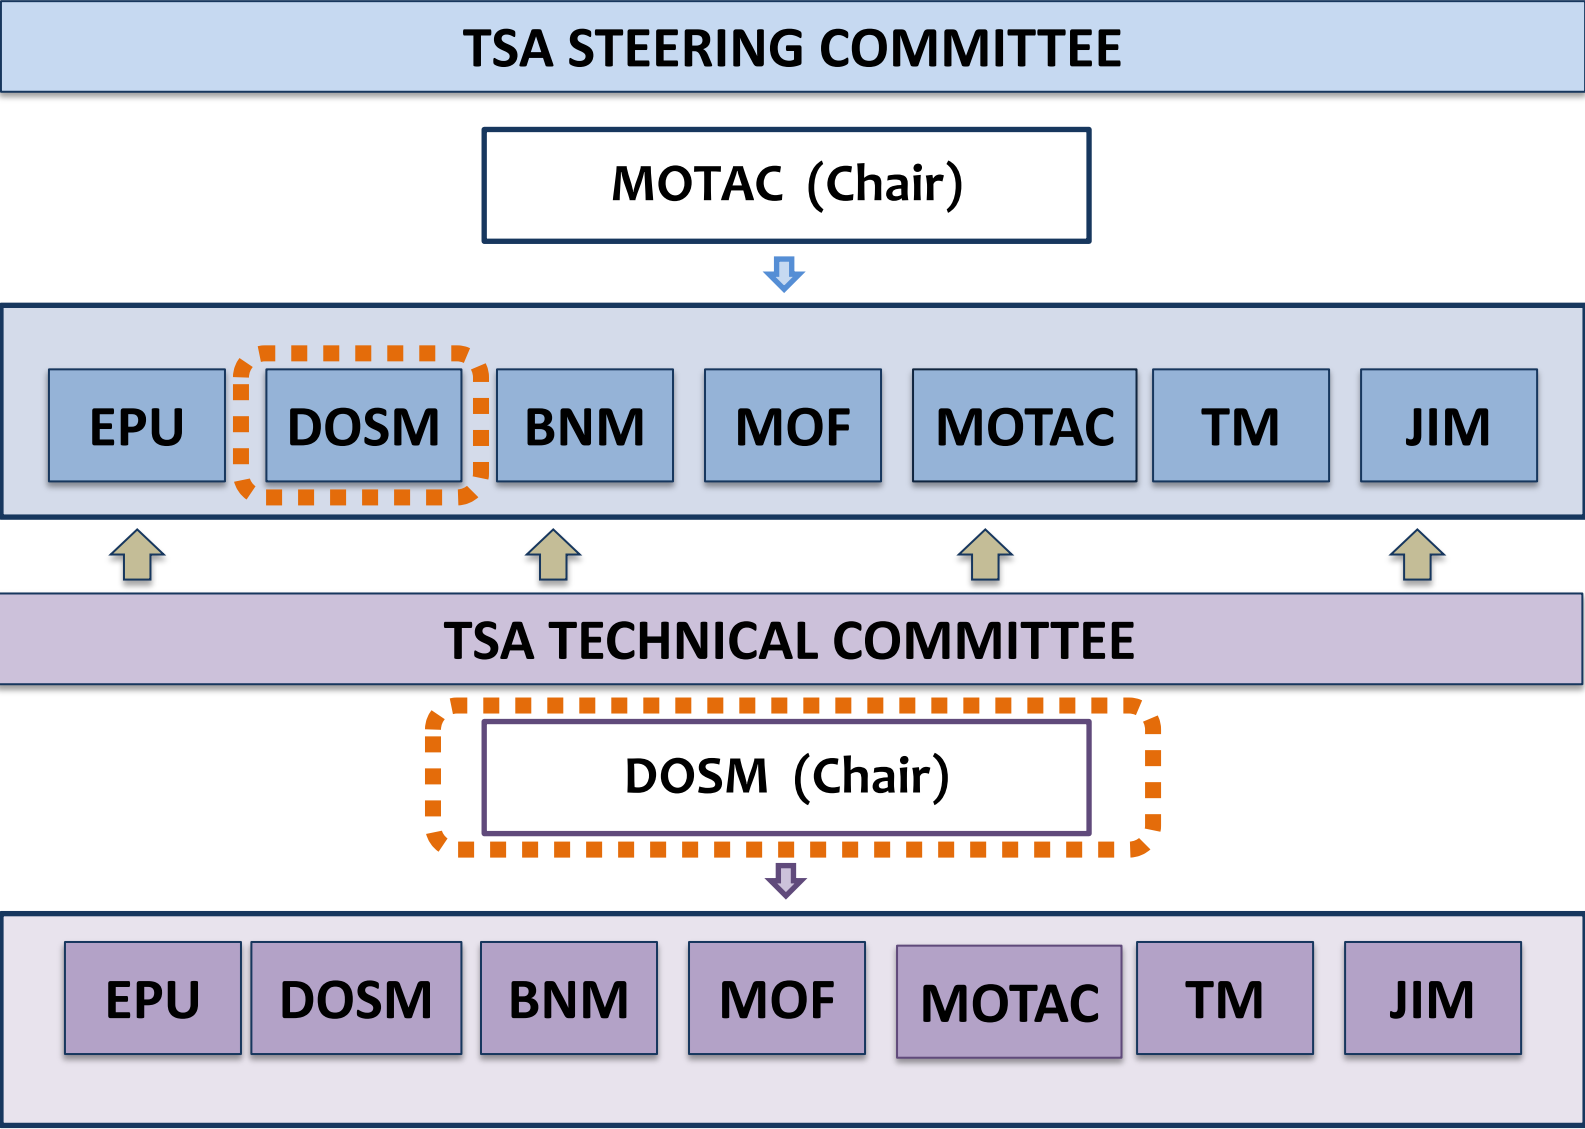 TSA STEERING COMMITTEE
MOTAC (Chair)
EPU DOSM BNM MOF MOTAC TM JIM
TSA TECHNICAL COMMITTEE
DOSM (Chair)
EPU DOSM BNM MOF MOTAC TM JIM